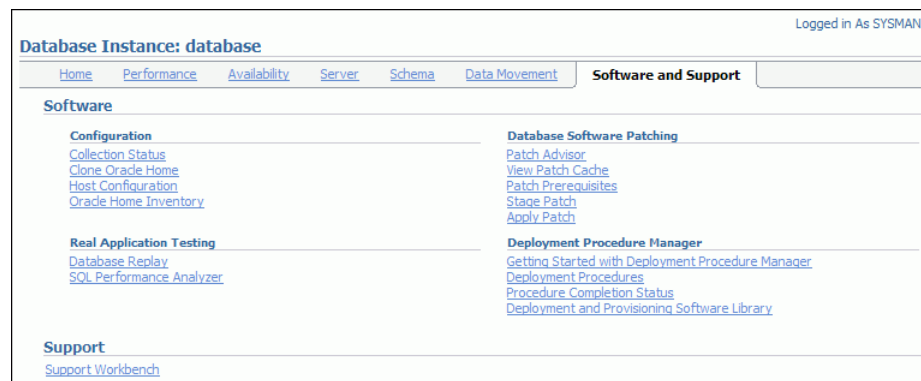 Logged in As SYSMAN
Database Instance: database
Home Performance Availability Server Schema Data Movement Software and Support
Software
Configuration
Collection Status
Clone Oracle Home
Host Configuration
Oracle Home Inventory
Database Software Patching
Patch Advisor
View Patch Cache
Patch Prerequisites
Stage Patch
Apply Patch
Real Application Testing
Database Replay
SQL Performance Analyzer
Deployment Procedure Manager
Getting Started with Deployment Procedure Manager
Deployment Procedures
Procedure Completion Status
Deployment and Provisioning Software Library
Support
Support Workbench